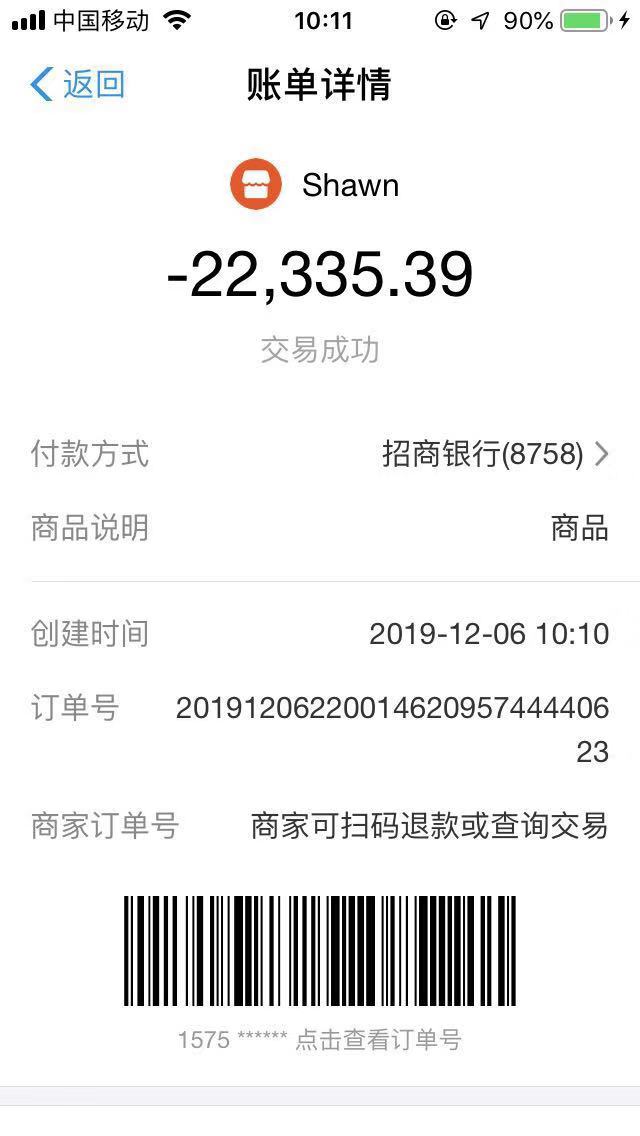 中国移动 10:11 90%
返回 账单详情
Shawn
-22,335.39
交易成功
付款方式 招商银行(8758)
商品说明 商品
创建时间 2019-12-06 10:10
订单号 20191206220014620957444406
23
商家订单号 商家可扫码退款或查询交易
1575 ****** 点击查看订单号